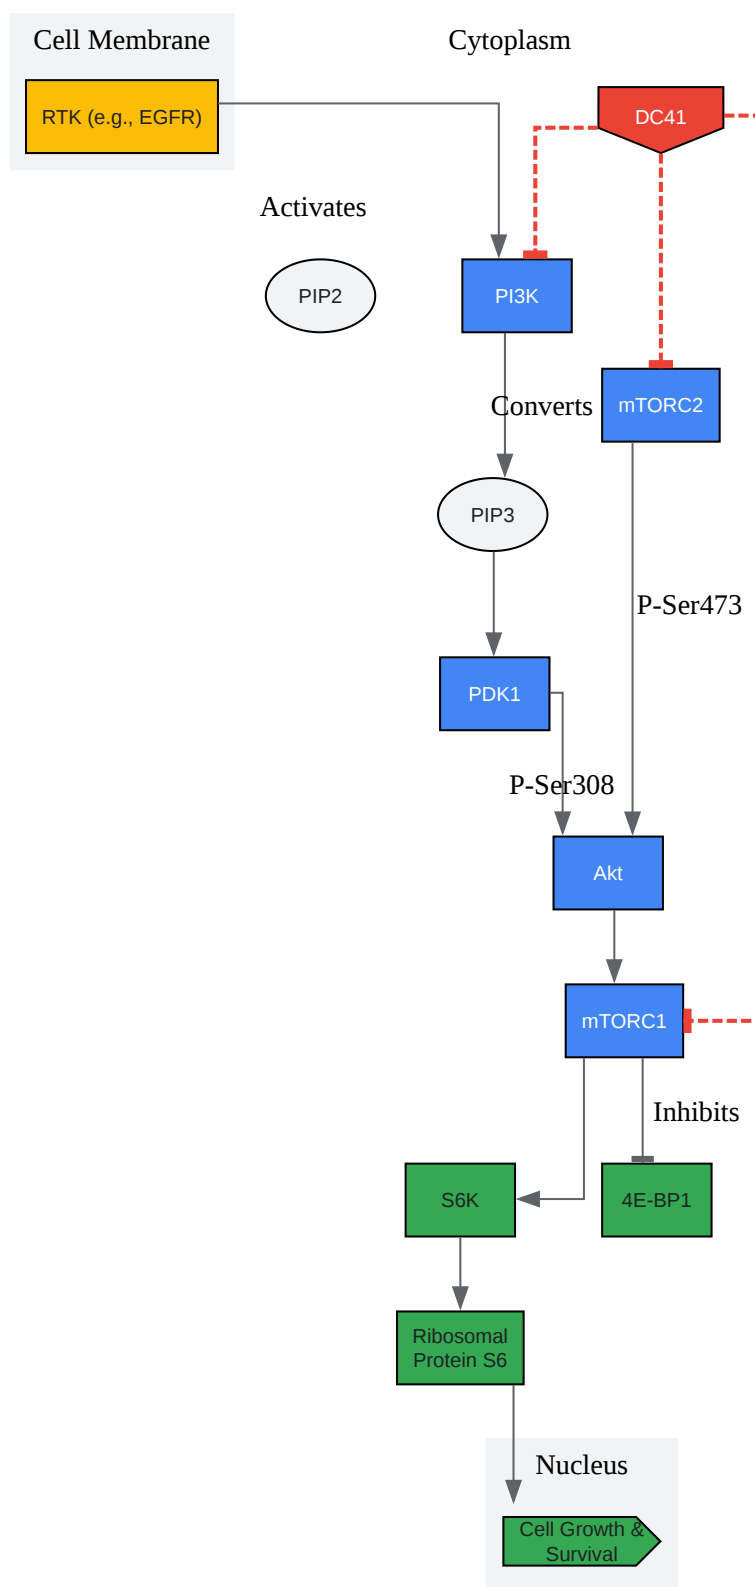 Cell Membrane
Cytoplasm
RTK (e.g., EGFR)
DC41
Activates
PIP2
PI3K
Converts
mTORC2
PIP3
P-Ser473
PDK1
P-Ser308
Akt
mTORC1
Inhibits
S6K
4E-BP1
Ribosomal
Protein S6
Nucleus
Cell Growth &
Survival